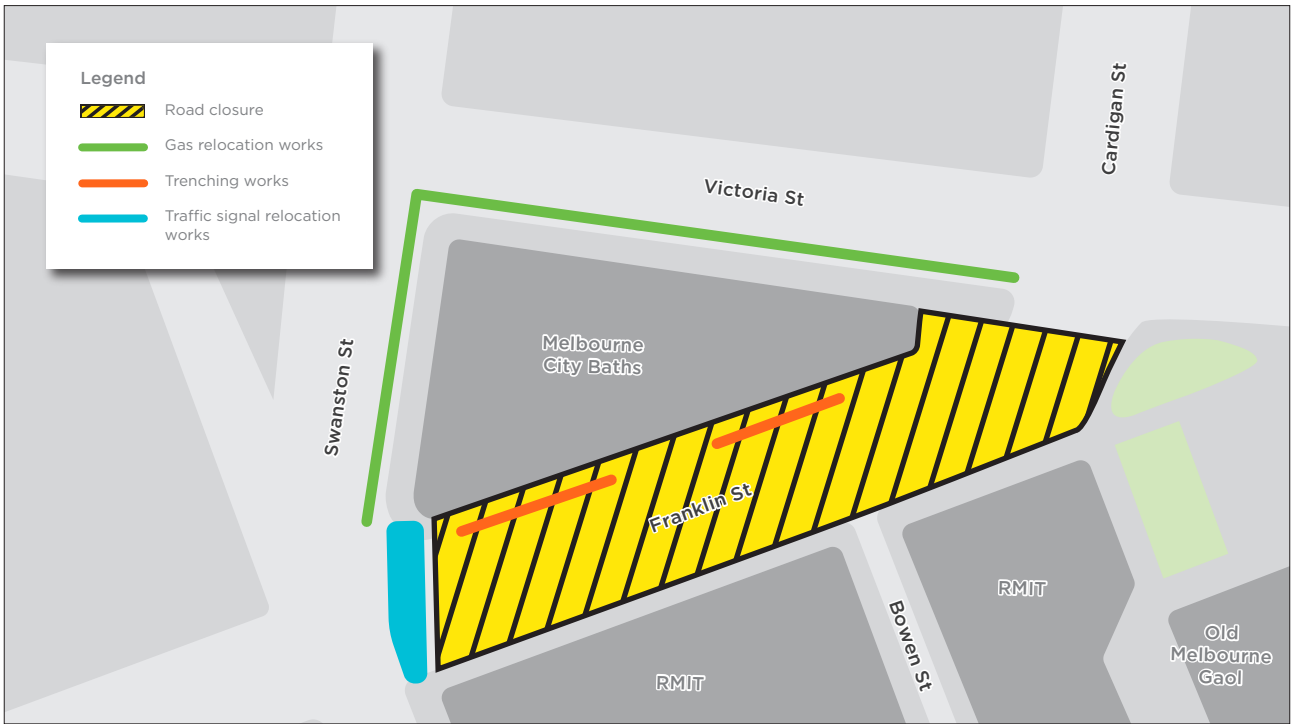 Legend
Road closure
Gas relocation works
Trenching works
Traffic signal relocation
works
Cardigan St
Victoria St
Swanston St
Melbourne
City Baths
Franklin St
Bowen St
RMIT
RMIT
Old
Melbourne
Gaol